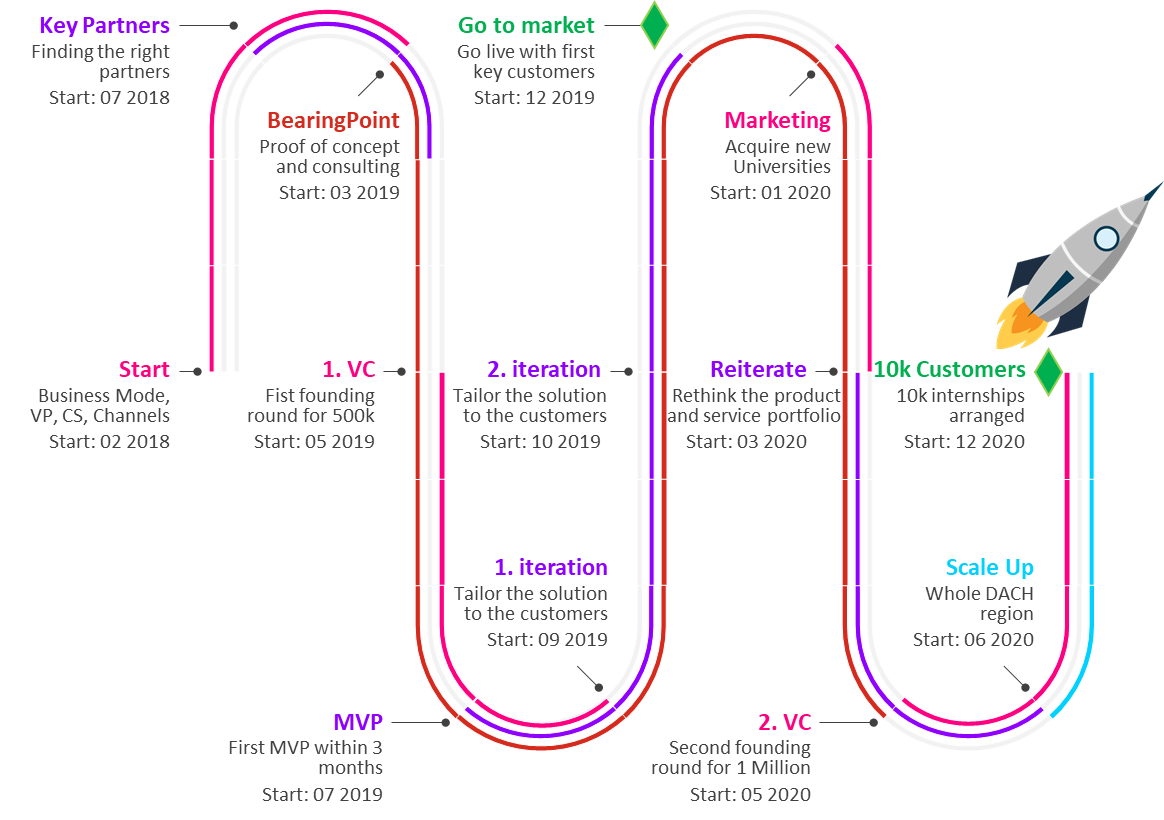 Key Partners
Finding the right
partners
Start: 07 2018
Go to market
Go live with first
key customers
Start: 12 2019
BearingPoint
Proof of concept
and consulting
Start: 03 2019
Marketing
Acquire new
Universities
Start: 01 2020
Start
Business Mode,
VP, CS, Channels
Start: 02 2018
1. VC
Fist founding
round for 500k
Start: 05 2019
2. iteration
Tailor the solution
to the customers
Start: 10 2019
Reiterate
Rethink the product
and service portfolio
Start: 03 2020
10k Customers
10k internships
arranged
Start: 12 2020
1. iteration
Tailor the solution
to the customers
Start: 09 2019
Scale Up
Whole DACH
region
Start: 06 2020
MVP
First MVP within 3
months
Start: 07 2019
2. VC
Second founding
round for 1 Million
Start: 05 2020